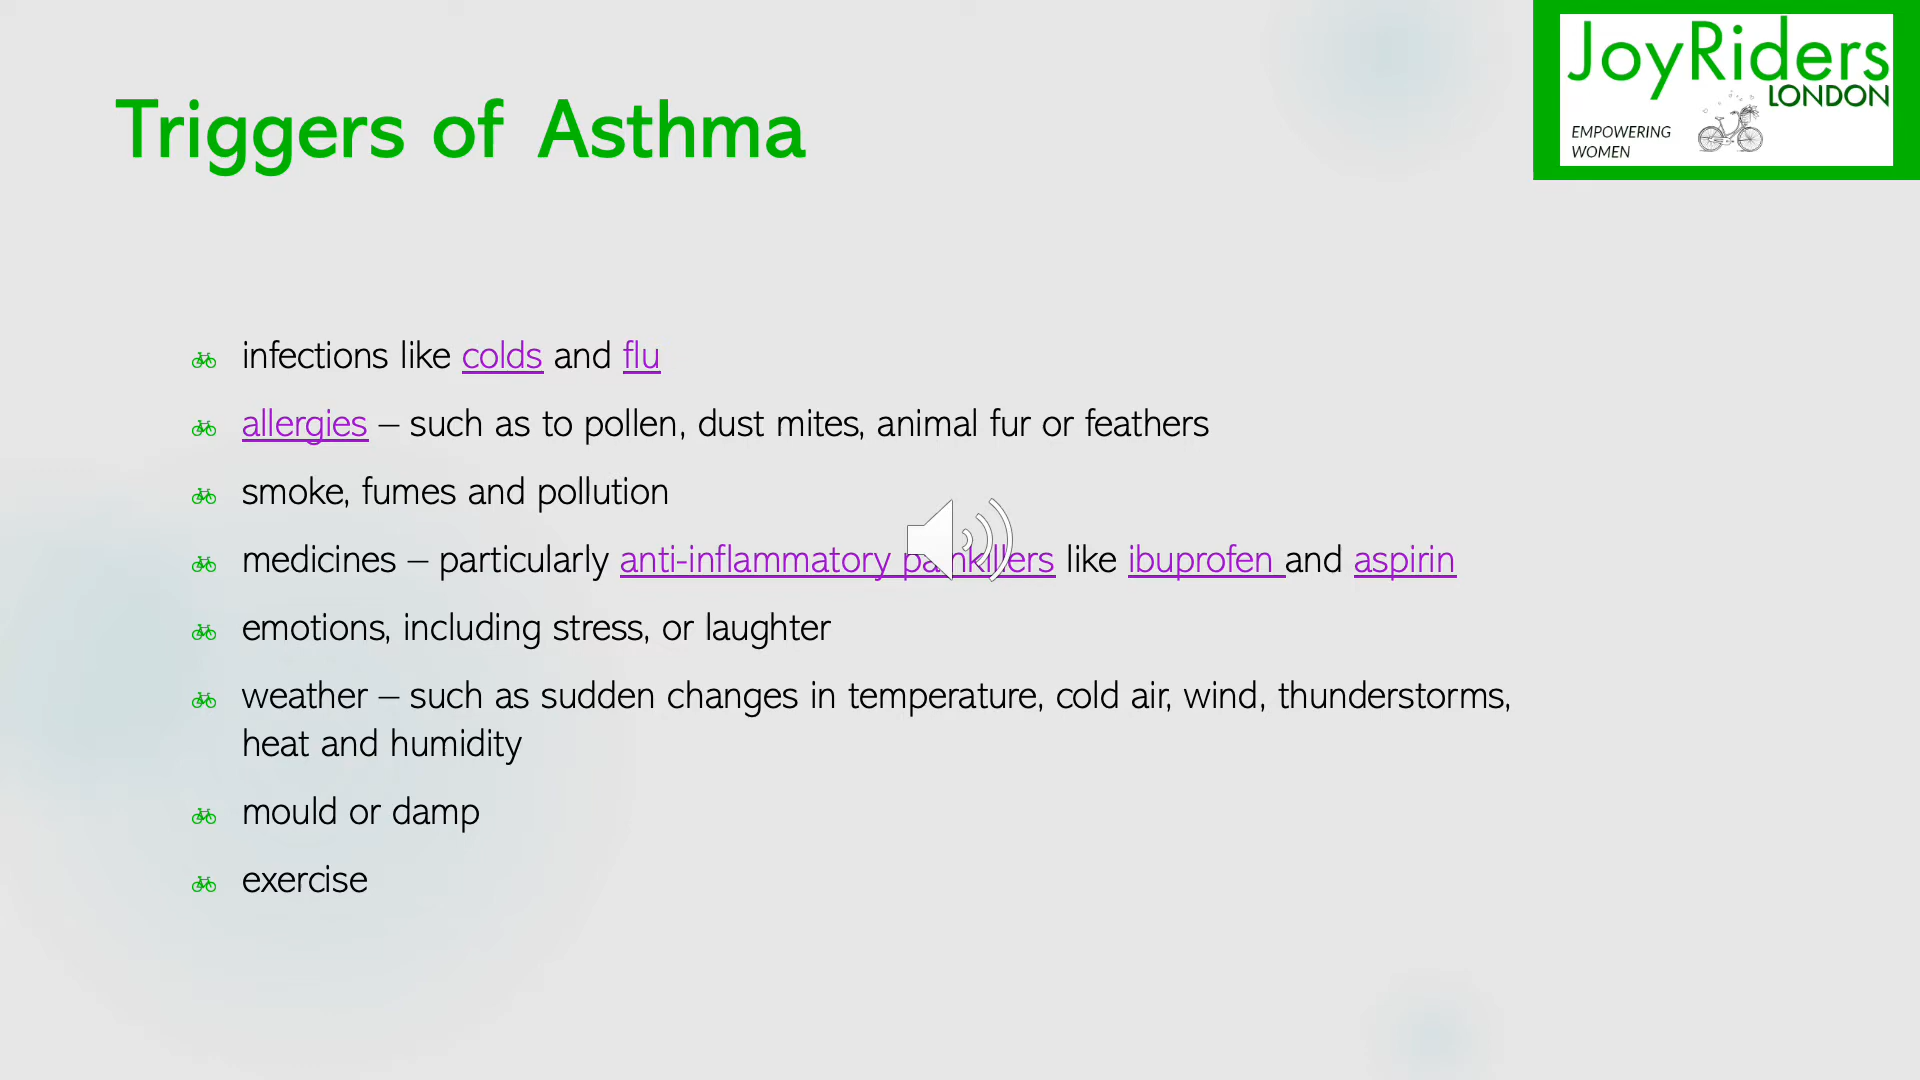 JoyRiders
LONDON
EMPOWERING
WOMEN
Triggers of Asthma
infections like colds and flu
allergies – such as to pollen, dust mites, animal fur or feathers
smoke, fumes and pollution
medicines – particularly anti-inflammatory painkillers like ibuprofen and aspirin
emotions, including stress, or laughter
weather – such as sudden changes in temperature, cold air, wind, thunderstorms,
heat and humidity
mould or damp
exercise